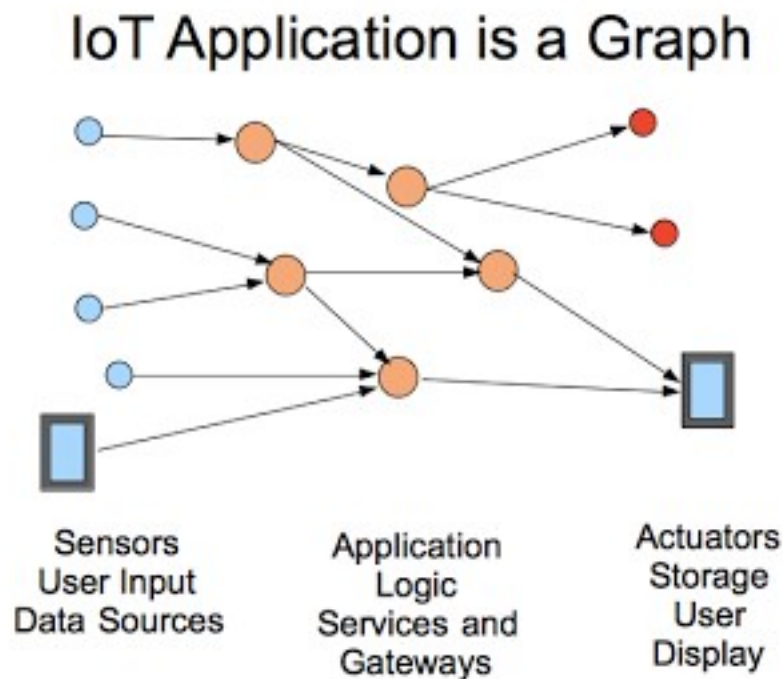 IoT Application is a Graph
Sensors
User Input
Data Sources
Application
Logic
Services and
Gateways
Actuators
Storage
User
Display